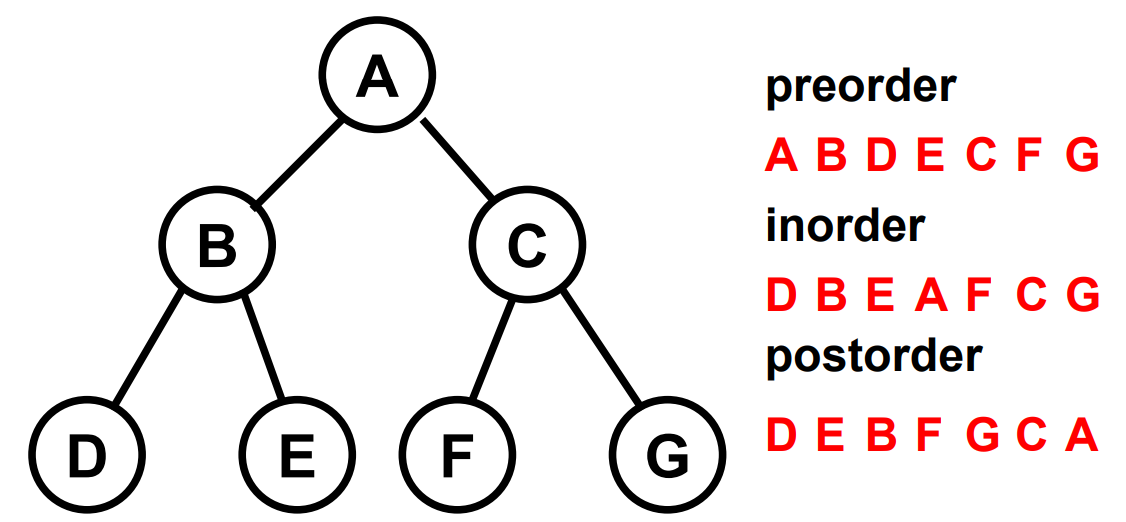 A
B C
D E F G
preorder
A B D E C F G
inorder
D B E A F C G
postorder
D E B F G C A